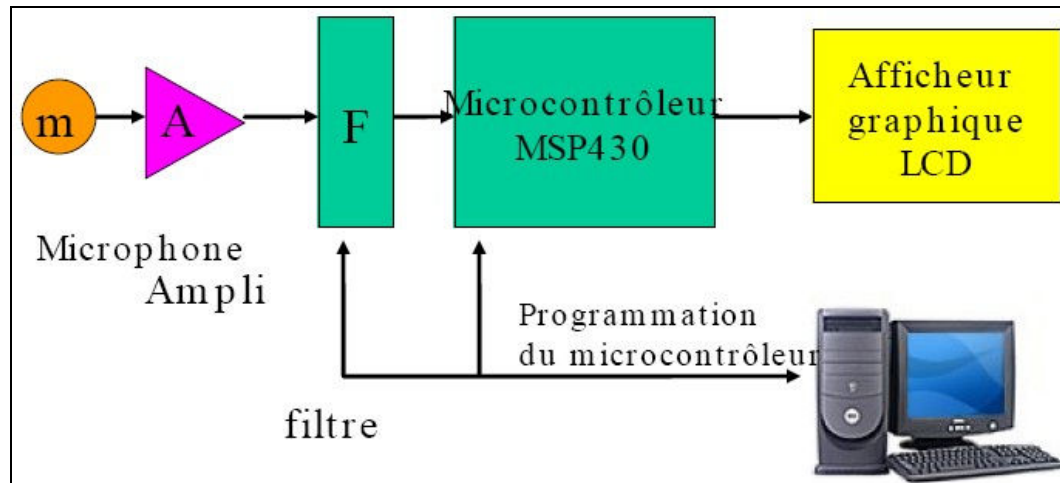 m
A
F
Microcontrôleur
MSP430
Afficheur
graphique
LCD
Microphone
Ampli
Programmation
du microcontrôleur
filtre